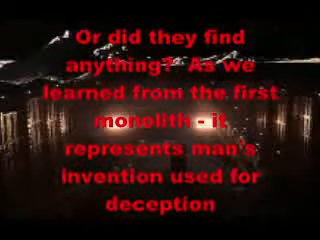 Or did they find
anything?  As we
learned from the first
monolith - it
represents man's
invention used for
deception